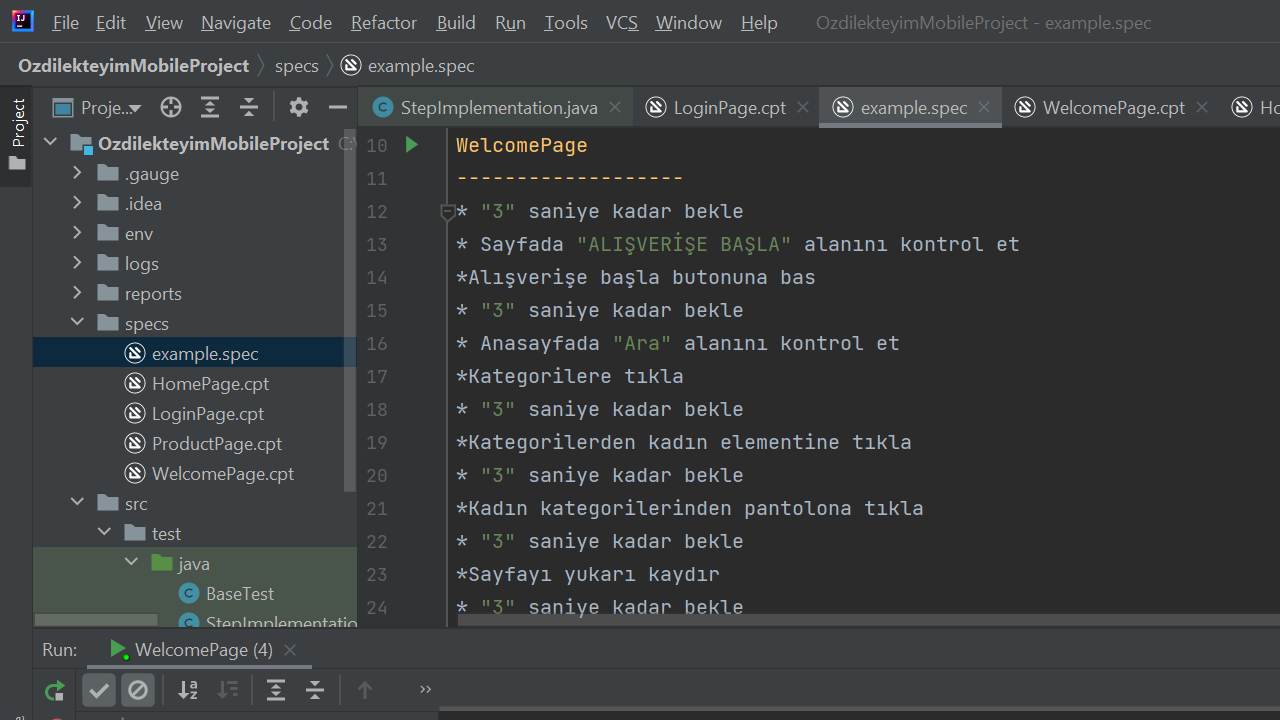 File Edit View Navigate Code Refactor Build Run Tools VCS Window Help OzdilekteyimMobileProject - example.spec
OzdilekteyimMobileProject specs example.spec
Project
Proje...
StepImplementation.java LoginPage.cpt example.spec WelcomePage.cpt Ho
OzdilekteyimMobileProject
.gauge
.idea
env
logs
reports
specs
example.spec
HomePage.cpt
LoginPage.cpt
ProductPage.cpt
WelcomePage.cpt
src
test
java
BaseTest
StepImplementatio
10 WelcomePage
11 -------------------
12 * "3" saniye kadar bekle
13 * Sayfada "ALIŞVERİŞE BAŞLA" alanını kontrol et
14 *Alışverişe başla butonuna bas
15 * "3" saniye kadar bekle
16 * Anasayfada "Ara" alanını kontrol et
17 *Kategorilere tıkla
18 * "3" saniye kadar bekle
19 *Kategorilerden kadın elementine tıkla
20 * "3" saniye kadar bekle
21 *Kadın kategorilerinden pantolona tıkla
22 * "3" saniye kadar bekle
23 *Sayfayı yukarı kaydır
24 * "3" saniye kadar bekle
Run: WelcomePage (4)